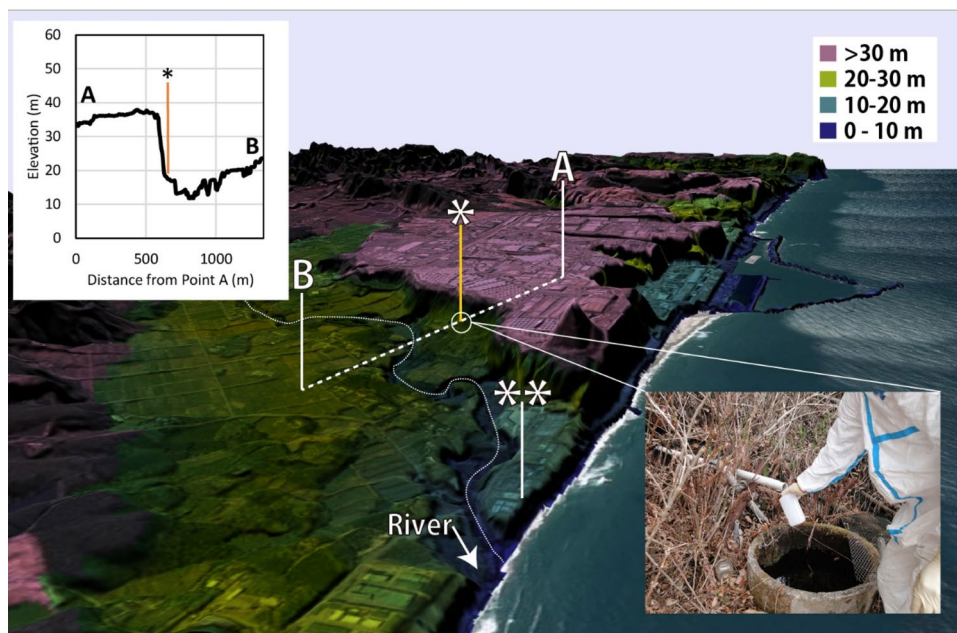 60
50
40
30
20
10
0
Elevation (m)
A
*
B
0
500
1000
Distance from Point A (m)
>30 m
20-30 m
10-20 m
0 - 10 m
A
*
B
**
River